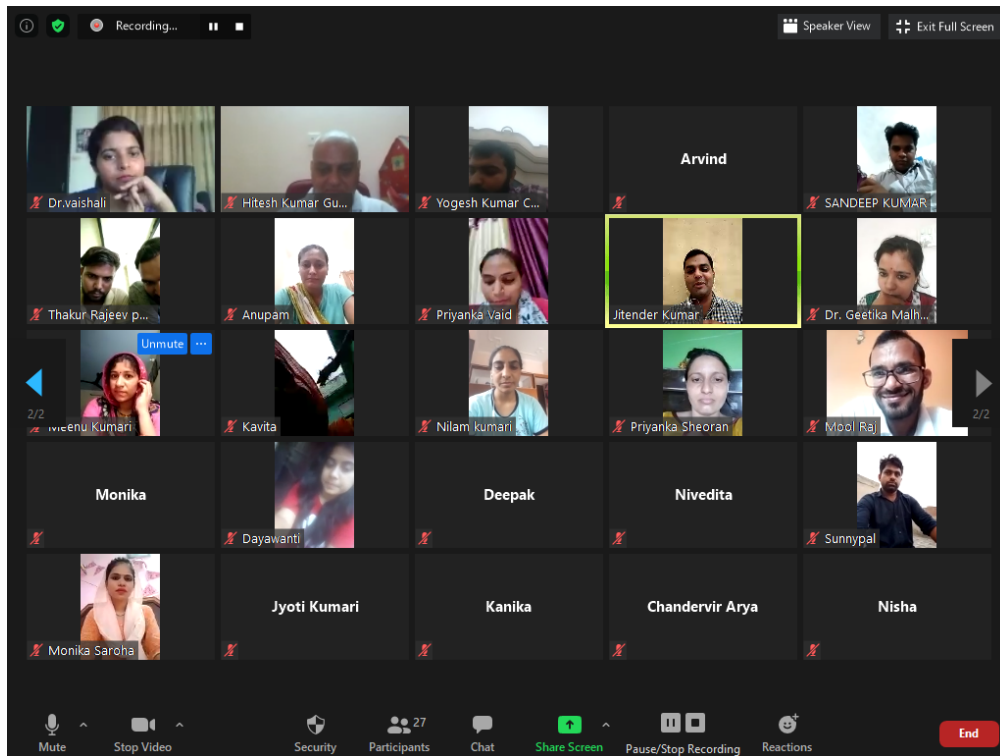 Recording...
Speaker View
Exit Full Screen
Dr.vaishali
Hitesh Kumar Gu...
Yogesh Kumar C...
Arvind
SANDEEP KUMAR
Thakur Rajeev p...
Anupam
Priyanka Vaid
Jitender Kumar
Dr. Geetika Malh...
Unmute
2/2
Meenu Kumari
Kavita
Nilam kumari
Priyanka Sheoran
Mool Raj
2/2
Monika
Dayawanti
Deepak
Nivedita
Sunnypal
Monika Saroha
Jyoti Kumari
Kanika
Chandervir Arya
Nisha
Mute
Stop Video
Security
Participants
27
Chat
Share Screen
Pause/Stop Recording
Reactions
End